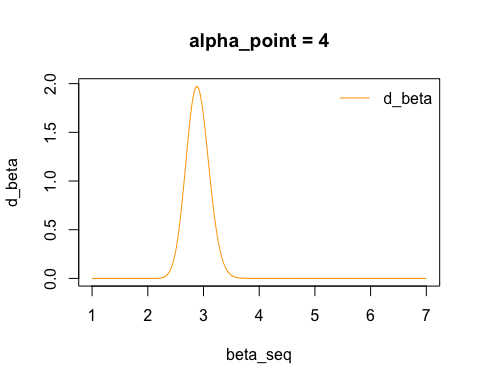 alpha_point = 4
d_beta
d_beta
2.0
1.5
1.0
0.5
0.0
1 2 3 4 5 6 7
beta_seq